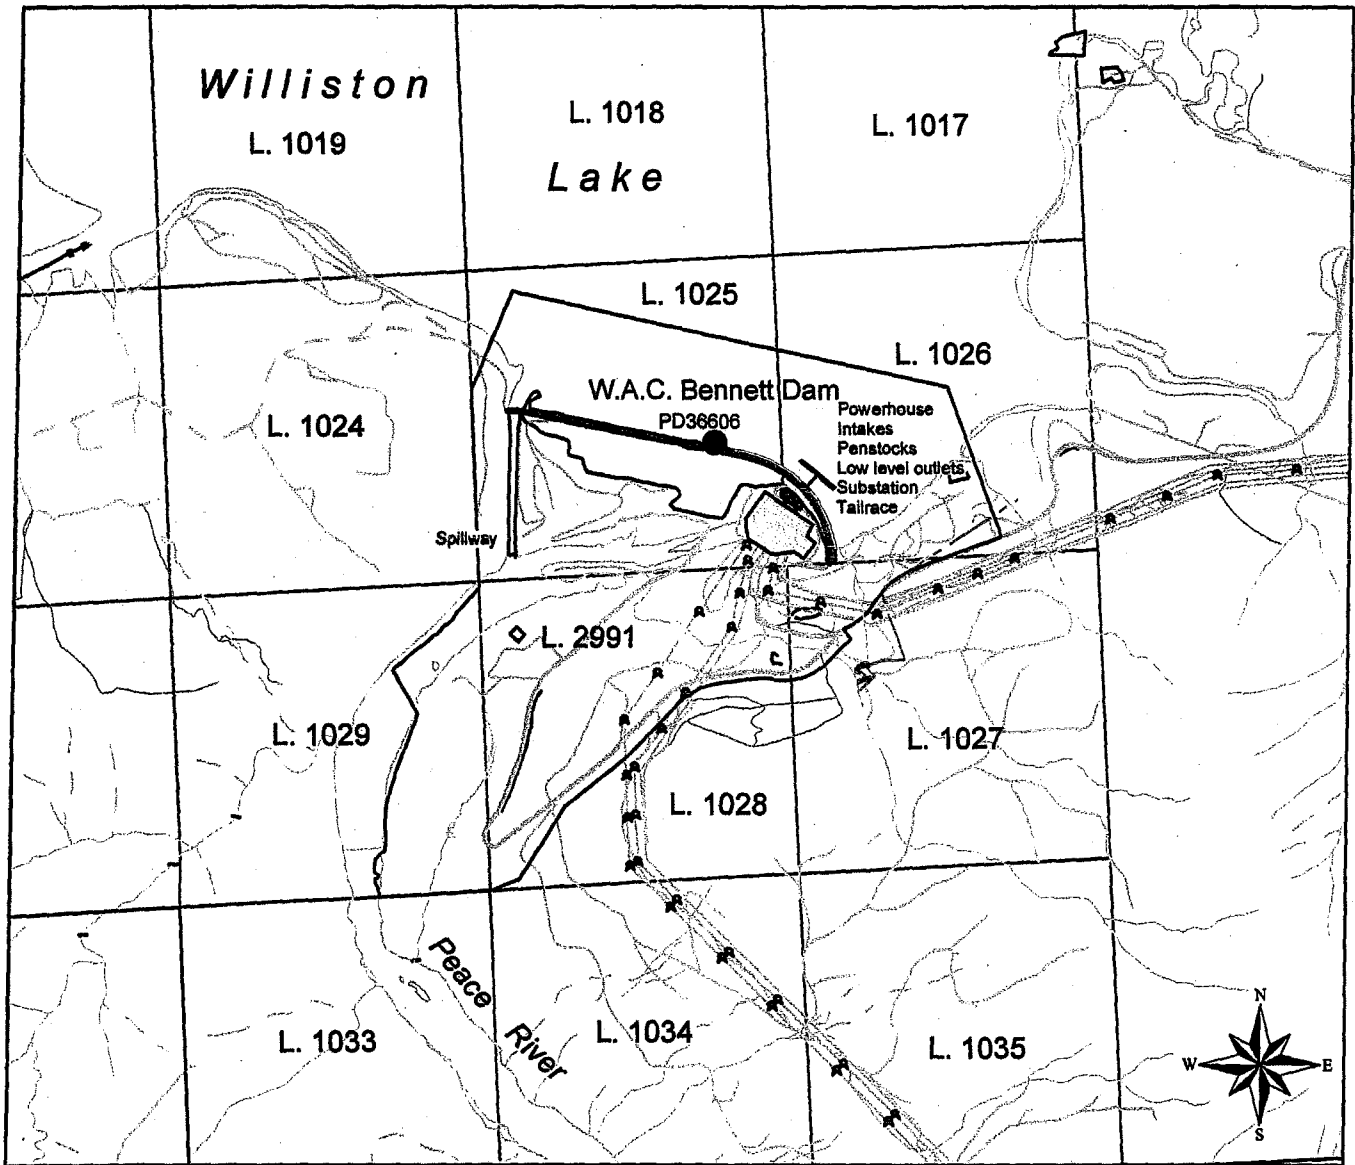 Williston
L. 1019
L. 1018
L. 1017
Lake
L. 1025
L. 1026
W.A.C. Bennett Dam
PD36606
Powerhouse
Intakes
Penstocks
Low level outlets
Substation
Tailrace
L. 1024
Spillway
L. 2991
L. 1029
L. 1027
L. 1028
Peace
River
L. 1033
L. 1034
L. 1035
N
W
E
S